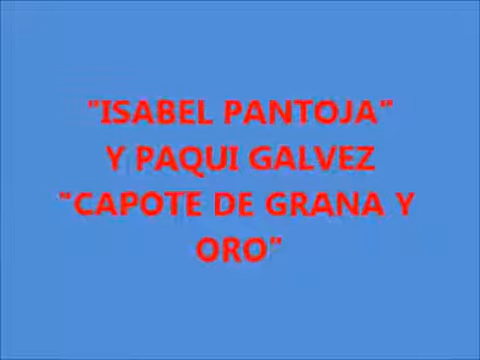 "ISABEL PANTOJA"
Y PAQUI GALVEZ
"CAPOTE DE GRANA Y
ORO"